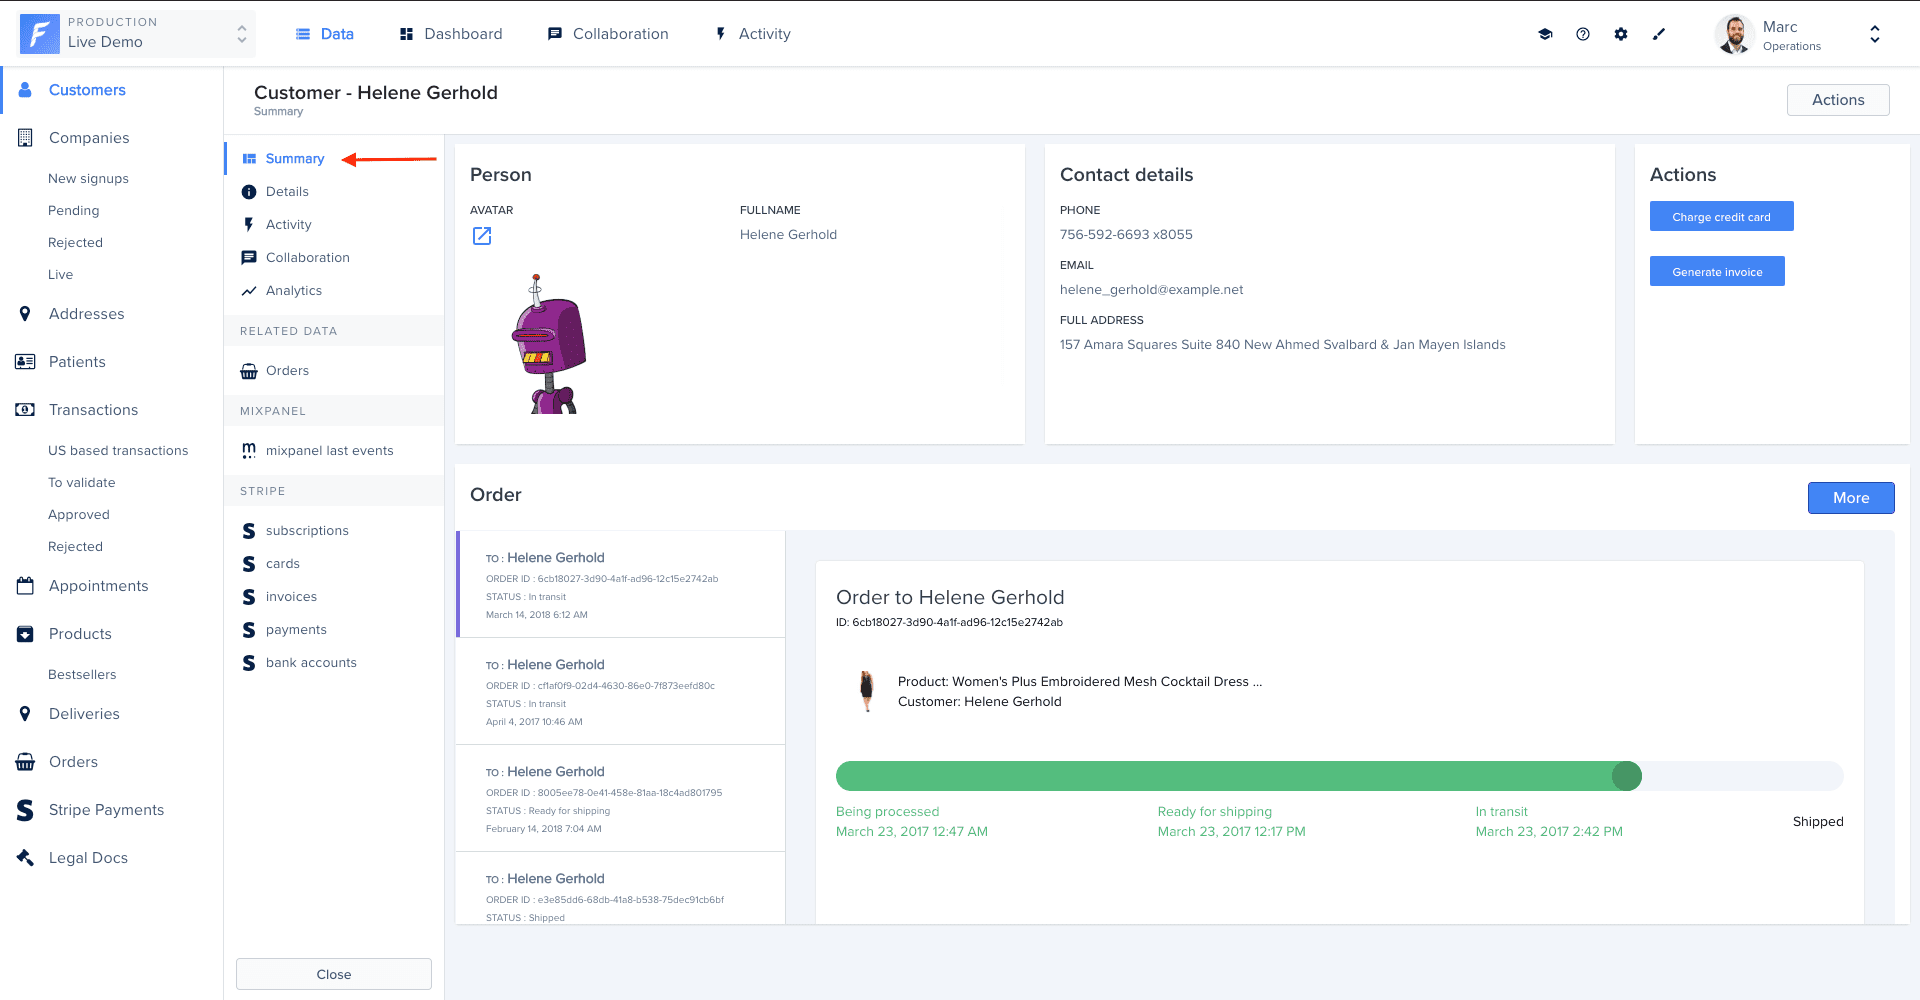 PRODUCTION
Live Demo
Data
Dashboard
Collaboration
Activity
Marc
Operations
Customers
Companies
New signups
Pending
Rejected
Live
Addresses
Patients
Transactions
US based transactions
To validate
Approved
Rejected
Appointments
Products
Bestsellers
Deliveries
Orders
Stripe Payments
Legal Docs
Customer - Helene Gerhold
Summary
Actions
Summary
Details
Activity
Collaboration
Analytics
RELATED DATA
Orders
MIXPANEL
mixpanel last events
STRIPE
subscriptions
cards
invoices
payments
bank accounts
Close
Person
AVATAR
FULLNAME
Helene Gerhold
Contact details
PHONE
756-592-6693 x8055
EMAIL
helene_gerhold@example.net
FULL ADDRESS
157 Amara Squares Suite 840 New Ahmed Svalbard & Jan Mayen Islands
Actions
Charge credit card
Generate invoice
Order
More
TO : Helene Gerhold
ORDER ID : 6cb18027-3d90-4a1f-ad96-12c15e2742ab
STATUS : In transit
March 14, 2018 6:12 AM
TO : Helene Gerhold
ORDER ID : cf1af0f9-02d4-4630-86e0-7f873eefd80c
STATUS : In transit
April 4, 2017 10:46 AM
TO : Helene Gerhold
ORDER ID : 8005ee78-0e41-458e-81aa-18c4ad801795
STATUS : Ready for shipping
February 14, 2018 7:04 AM
TO : Helene Gerhold
ORDER ID : e3e85dd6-68db-41a8-b538-75dec91cb6bf
STATUS : Shipped
Order to Helene Gerhold
ID: 6cb18027-3d90-4a1f-ad96-12c15e2742ab
Product: Women's Plus Embroidered Mesh Cocktail Dress ...
Customer: Helene Gerhold
Being processed
March 23, 2017 12:47 AM
Ready for shipping
March 23, 2017 12:17 PM
In transit
March 23, 2017 2:42 PM
Shipped